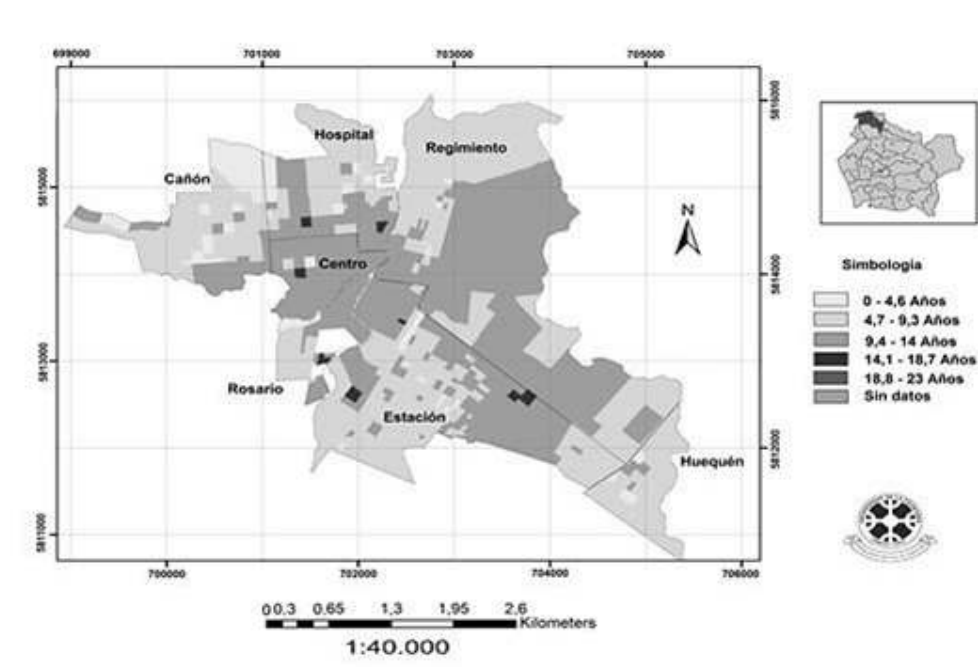 699000 701000 703000 705000
5816000
Hospital
Regimiento
Cañón
5815000
N
Centro
5814000
Simbología
0 - 4,6 Años
4,7 - 9,3 Años
9,4 - 14 Años
14,1 - 18,7 Años
18,8 - 23 Años
Sin datos
5813000
Rosario
Estación
Huequén
5812000
5811000
700000 702000 704000 706000
0 0.3 0.65 1,3 1,95 2,6
Kilometers
1:40.000